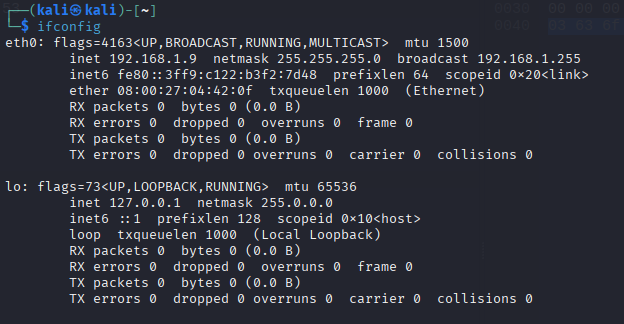 ┌──(kali㉿kali)-[~]
└─$ ifconfig
eth0: flags=4163<UP,BROADCAST,RUNNING,MULTICAST>  mtu 1500
        inet 192.168.1.9  netmask 255.255.255.0  broadcast 192.168.1.255
        inet6 fe80::3ff9:c122:b3f2:7d48  prefixlen 64  scopeid 0×20<link>
        ether 08:00:27:04:42:0f  txqueuelen 1000  (Ethernet)
        RX packets 0  bytes 0 (0.0 B)
        RX errors 0  dropped 0  overruns 0  frame 0
        TX packets 0  bytes 0 (0.0 B)
        TX errors 0  dropped 0 overruns 0  carrier 0  collisions 0

lo: flags=73<UP,LOOPBACK,RUNNING>  mtu 65536
        inet 127.0.0.1  netmask 255.0.0.0
        inet6 ::1  prefixlen 128  scopeid 0×10<host>
        loop  txqueuelen 1000  (Local Loopback)
        RX packets 0  bytes 0 (0.0 B)
        RX errors 0  dropped 0  overruns 0  frame 0
        TX packets 0  bytes 0 (0.0 B)
        TX errors 0  dropped 0 overruns 0  carrier 0  collisions 0